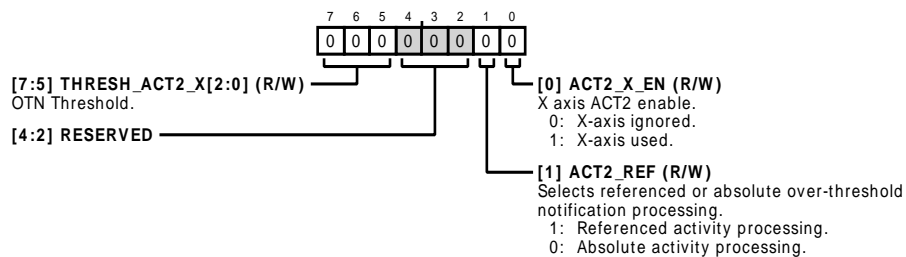 7 6 5 4 3 2 1 0
0 0 0 0 0 0 0 0
[7:5] THRESH_ACT2_X[2:0] (R/W)
OTN Threshold.
[4:2] RESERVED
[0] ACT2_X_EN (R/W)
X axis ACT2 enable.
0: X-axis ignored.
1: X-axis used.
[1] ACT2_REF (R/W)
Selects referenced or absolute over-threshold
notification processing.
1: Referenced activity processing.
0: Absolute activity processing.